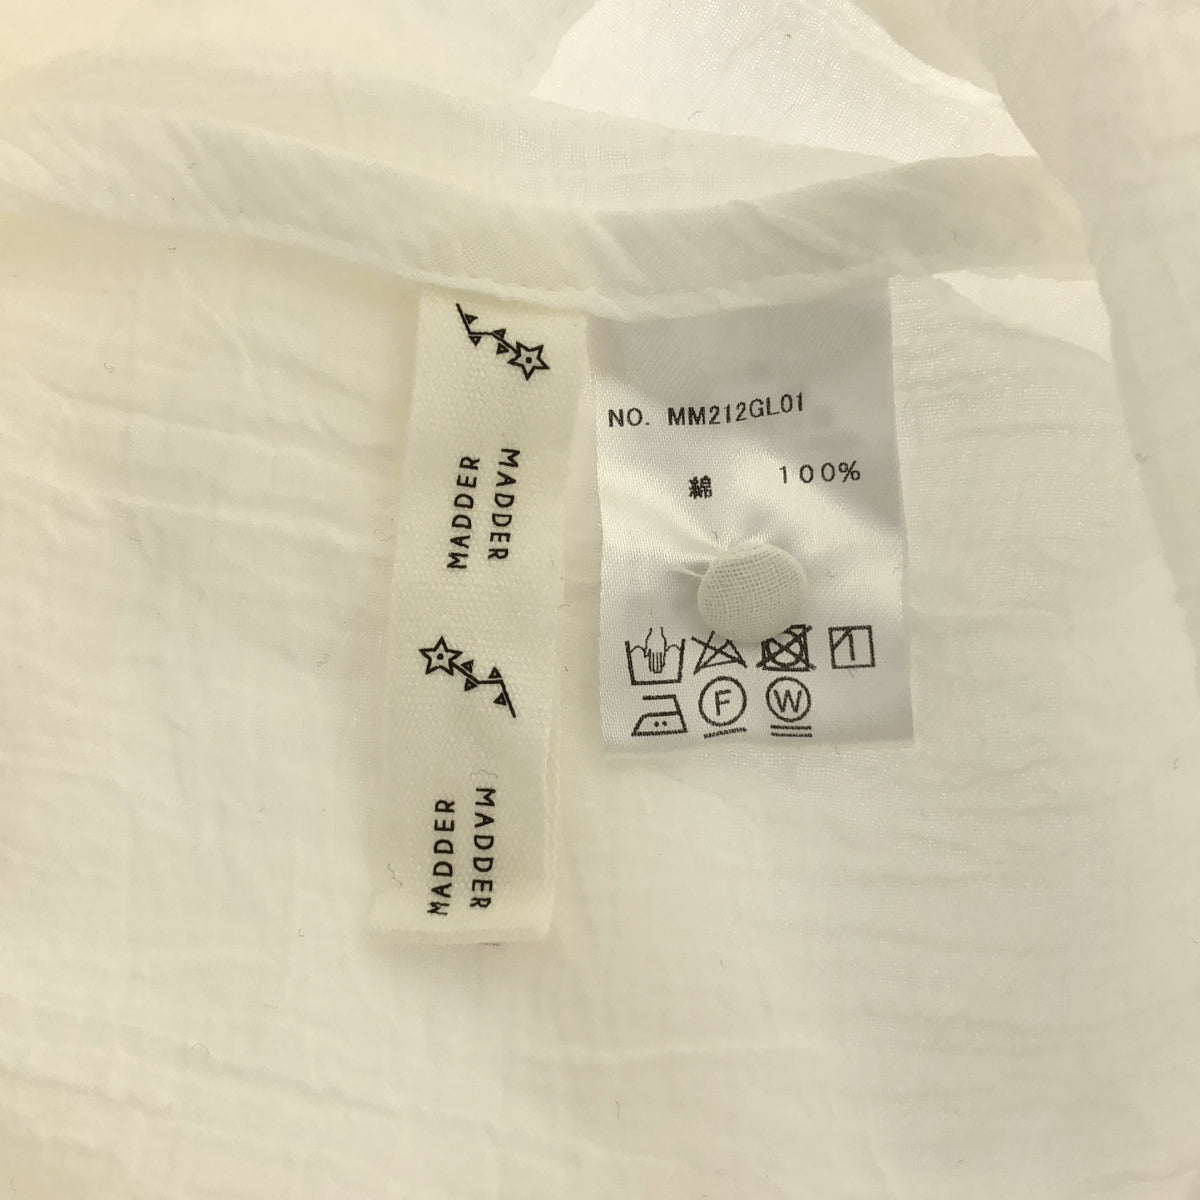 MADDER
MADDER
MADDER
MADDER
NO. MM212GL01
綿 100%
F
W